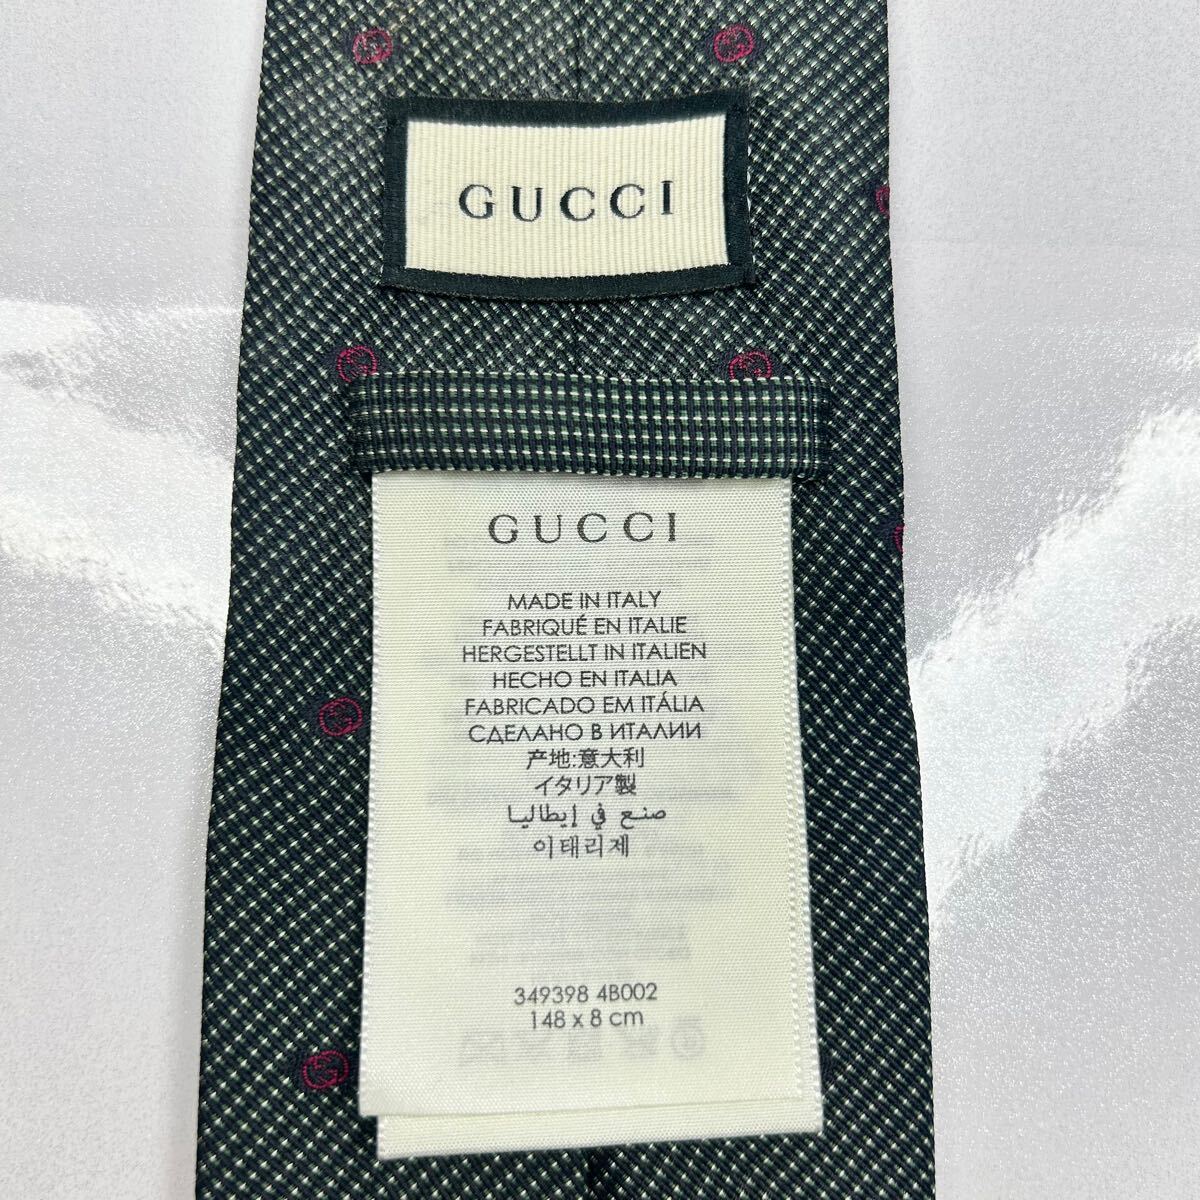 GUCCI
GUCCI
MADE IN ITALY
FABRIQUÉ EN ITALIE
HERGESTELLT IN ITALIEN
HECHO EN ITALIA
FABRICADO EM ITÁLIA
СДЕЛАНО В ИТАЛИИ
产地:意大利
イタリア製
صنع في إيطاليا
이태리제
349398 4B002
148 x 8 cm